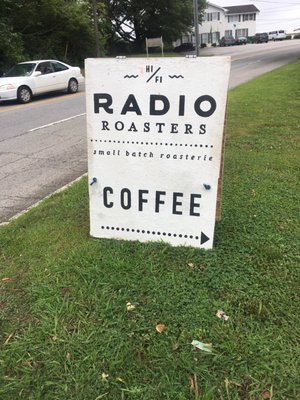 HI/FI
RADIO
ROASTERS
small batch roasterie
COFFEE